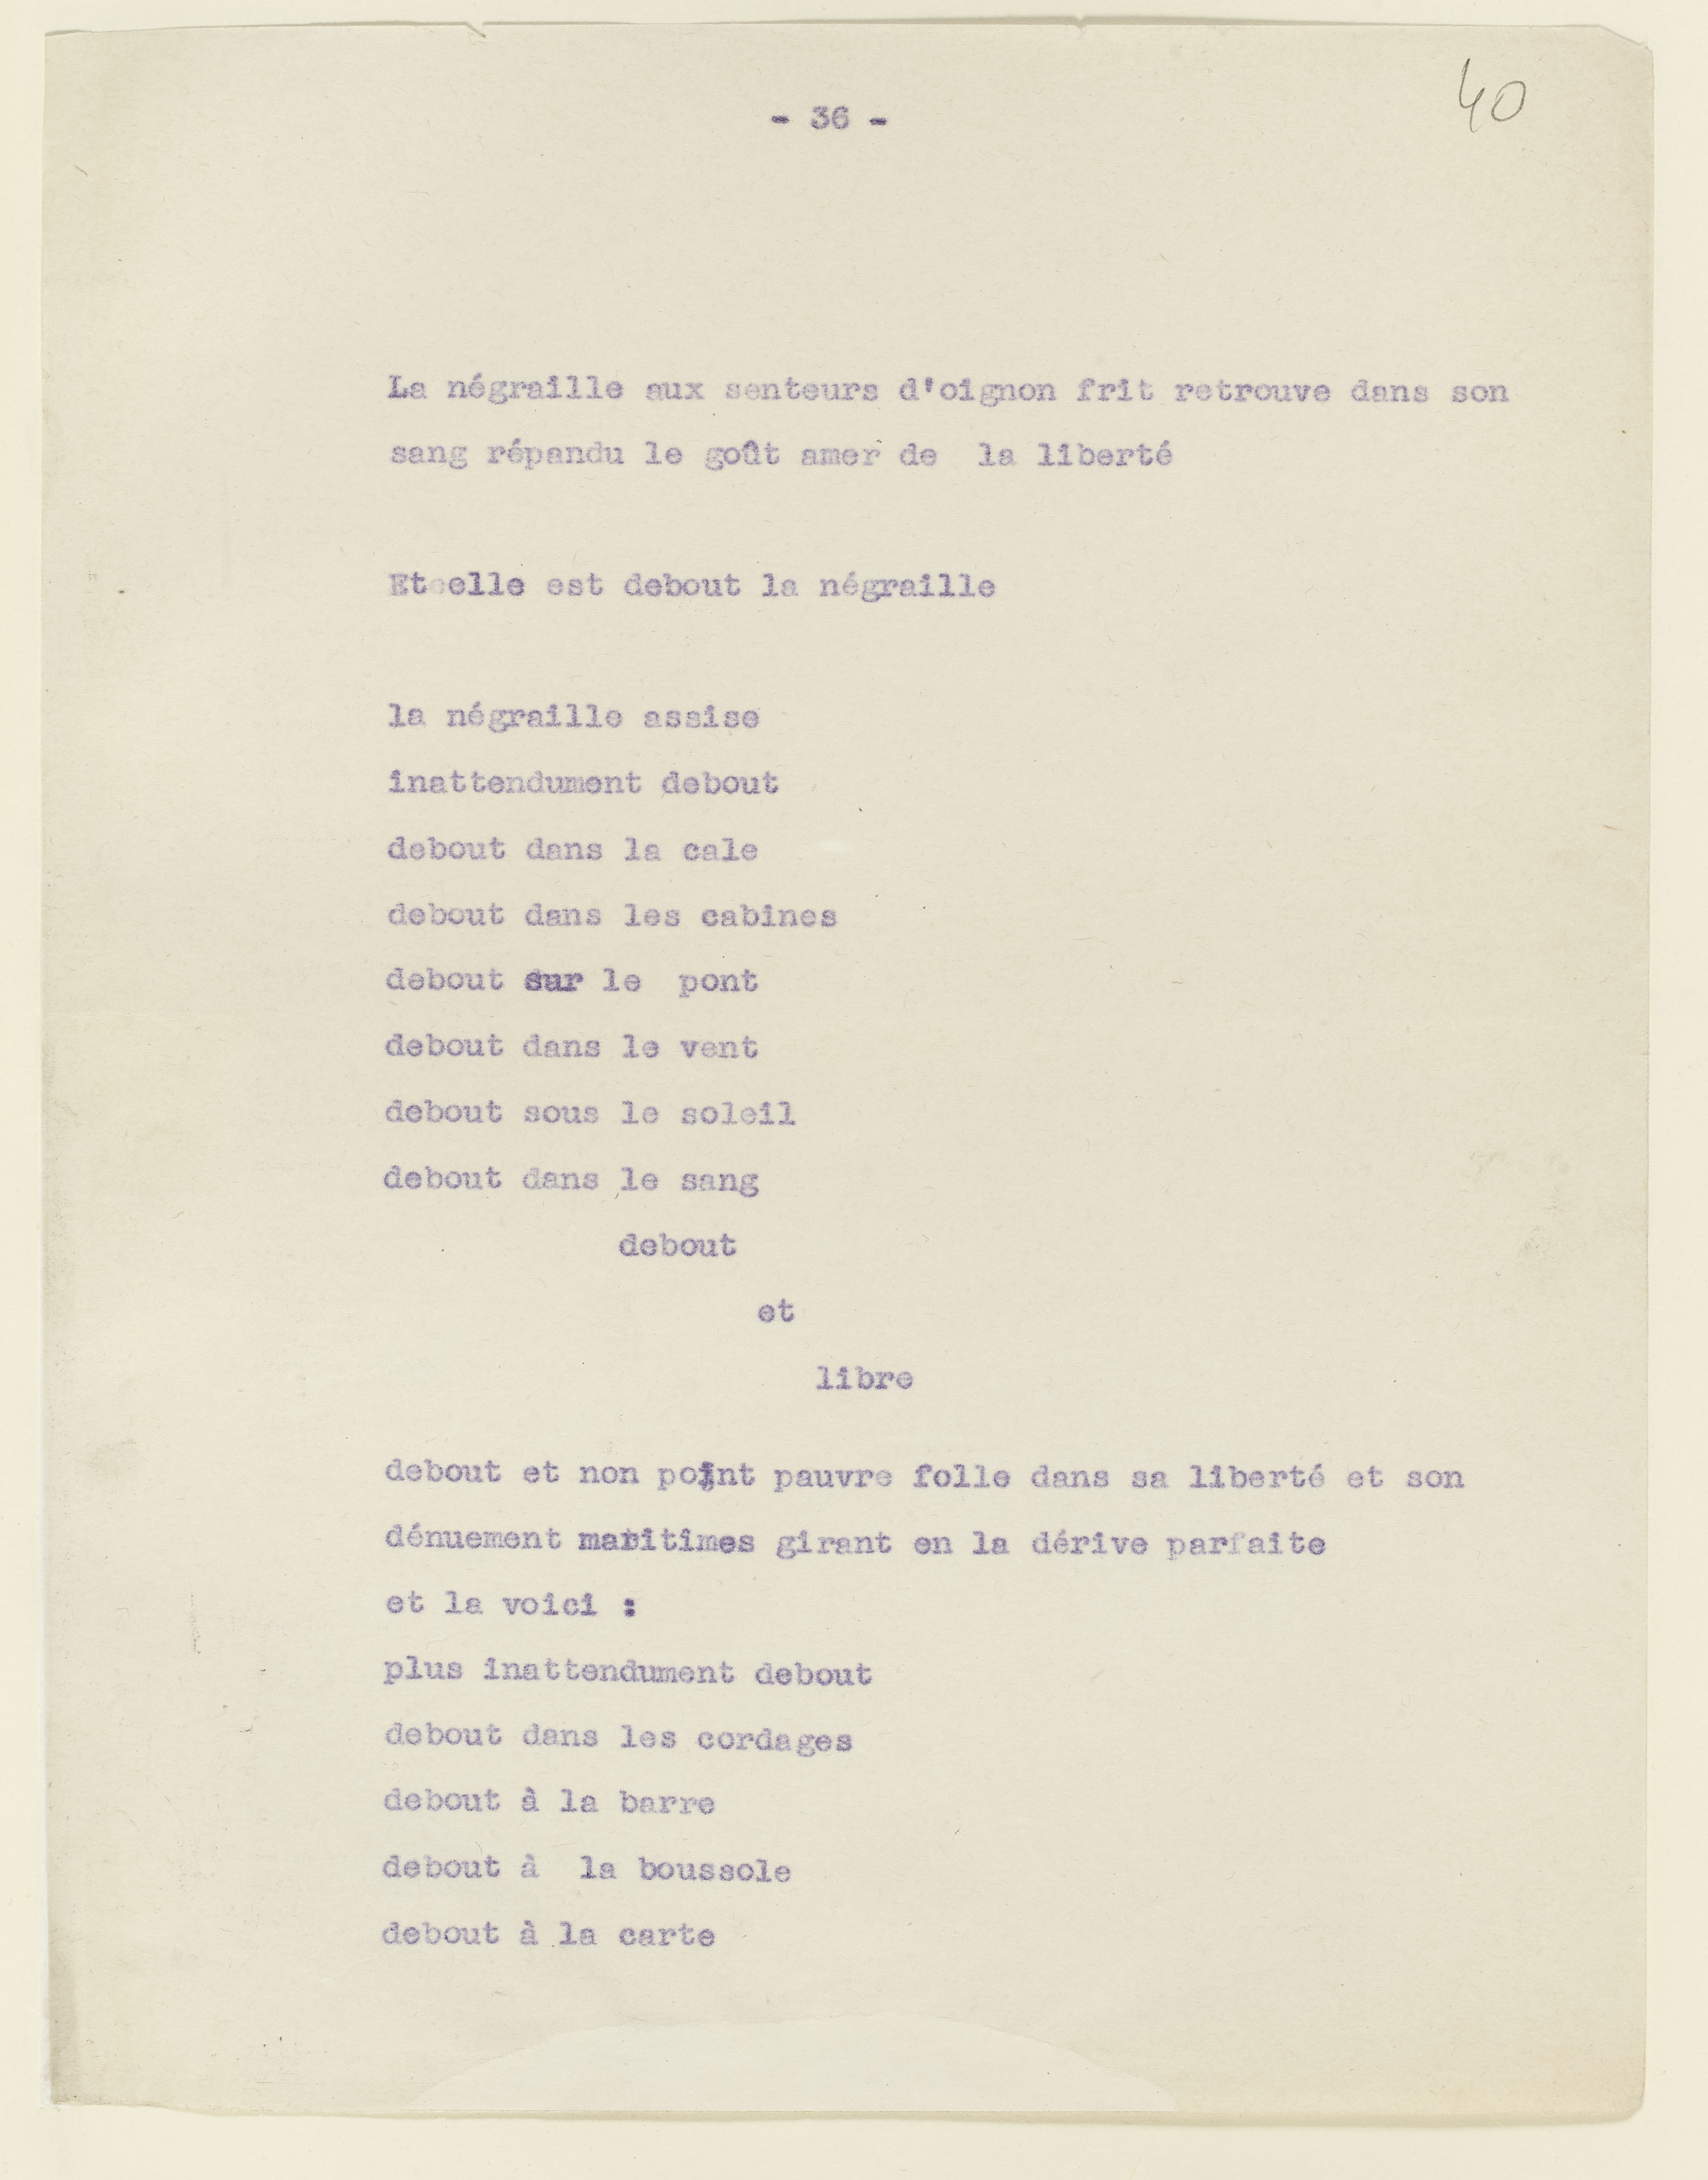 - 36 -
40
La négraille aux senteurs d'oignon frit retrouve dans son
sang répandu le goût amer de la liberté
Et elle est debout la négraille
la négraille assise
inattendument debout
debout dans la cale
debout dans les cabines
debout sur le pont
debout dans le vent
debout sous le soleil
debout dans le sang
debout
et
libre
debout et non point pauvre folle dans sa liberté et son
dénuement maritimes girant en la dérive parfaite
et la voici :
plus inattendument debout
debout dans les cordages
debout à la barre
debout à la boussole
debout à la carte